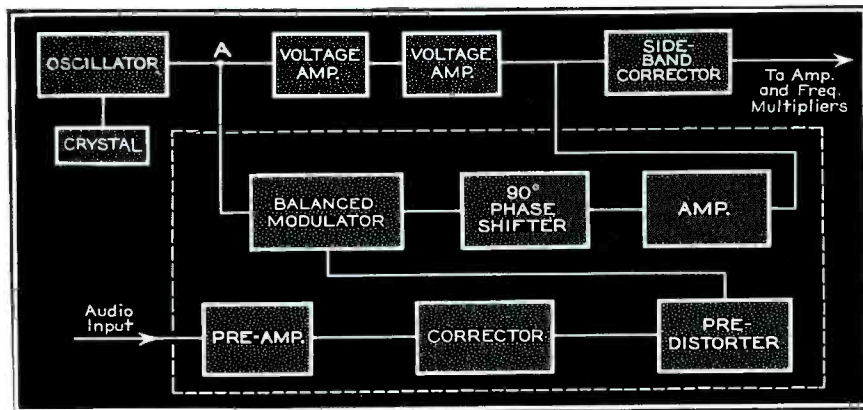 OSCILLATOR
A
VOLTAGE
AMP.
VOLTAGE
AMP.
SIDE-
BAND
CORRECTOR
To Amp.
and Freq.
Multipliers
CRYSTAL
BALANCED
MODULATOR
90°
PHASE
SHIFTER
AMP.
Audio
Input
PRE-AMP.
CORRECTOR
PRE-
DISTORTER